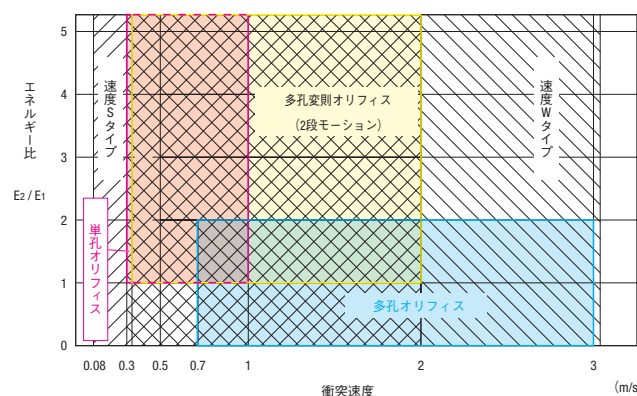 5
4
3
2
1
0
エネルギー比
E2 / E1
速度Sタイプ
多孔変則オリフィス
(2段モーション)
速度Wタイプ
単孔オリフィス
多孔オリフィス
0.08 0.3 0.5 0.7 1 2 3
衝突速度
(m/s